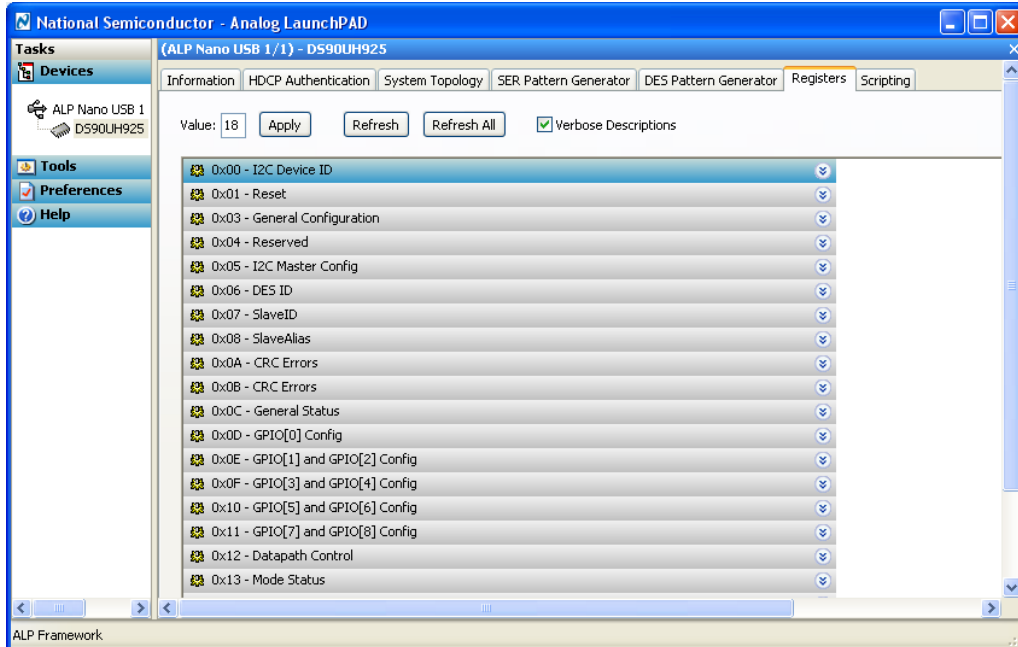 National Semiconductor - Analog LaunchPAD
Tasks
(ALP Nano USB 1/1) - DS90UH925
Devices
ALP Nano USB 1
DS90UH925
Tools
Preferences
Help
Information HDCP Authentication System Topology SER Pattern Generator DES Pattern Generator Registers Scripting
Value: 18 Apply Refresh Refresh All Verbose Descriptions
0x00 - I2C Device ID
0x01 - Reset
0x03 - General Configuration
0x04 - Reserved
0x05 - I2C Master Config
0x06 - DES ID
0x07 - SlaveID
0x08 - SlaveAlias
0x0A - CRC Errors
0x0B - CRC Errors
0x0C - General Status
0x0D - GPIO[0] Config
0x0E - GPIO[1] and GPIO[2] Config
0x0F - GPIO[3] and GPIO[4] Config
0x10 - GPIO[5] and GPIO[6] Config
0x11 - GPIO[7] and GPIO[8] Config
0x12 - Datapath Control
0x13 - Mode Status
ALP Framework